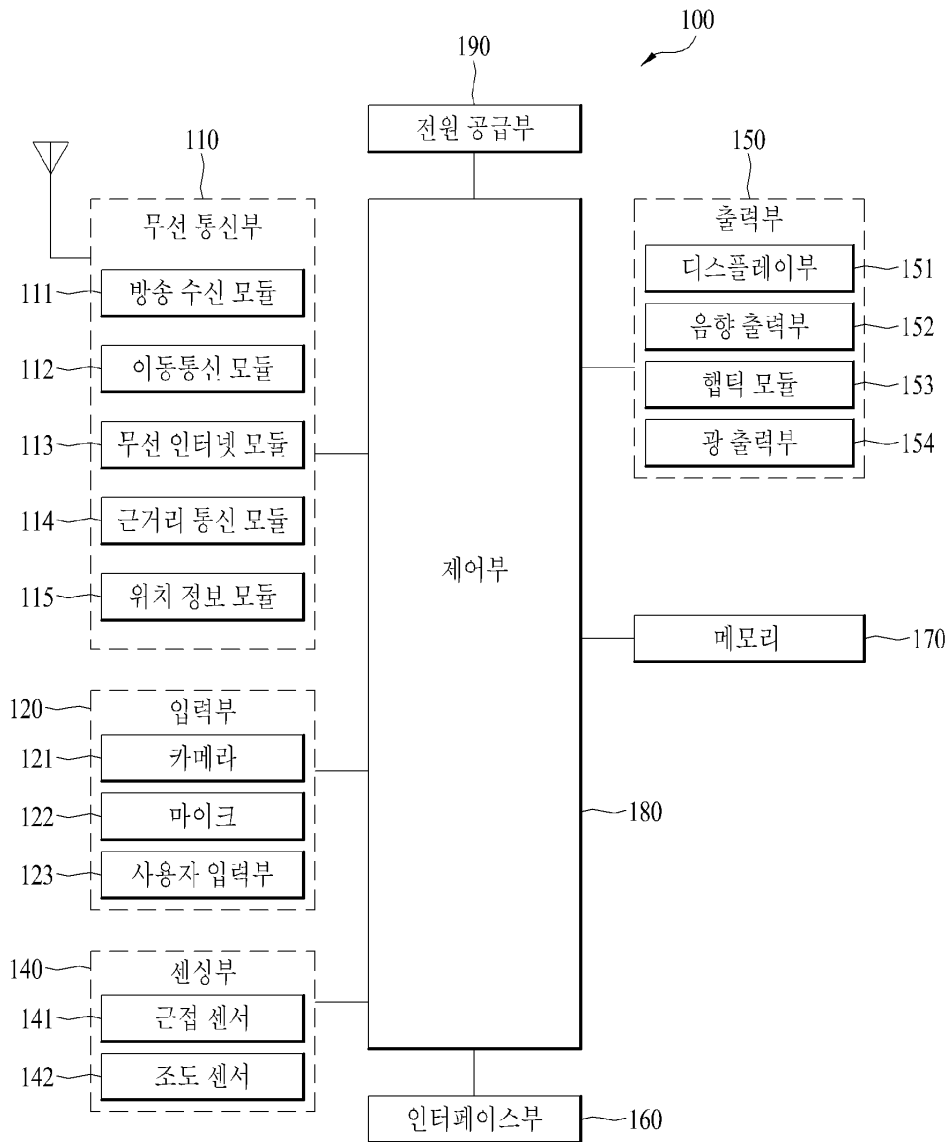 100
190
전원 공급부
110
무선 통신부
111
방송 수신 모듈
112
이동통신 모듈
113
무선 인터넷 모듈
114
근거리 통신 모듈
115
위치 정보 모듈
120
입력부
121
카메라
122
마이크
123
사용자 입력부
140
센싱부
141
근접 센서
142
조도 센서
제어부
180
150
출력부
디스플레이부
151
음향 출력부
152
햅틱 모듈
153
광 출력부
154
메모리
170
인터페이스부
160